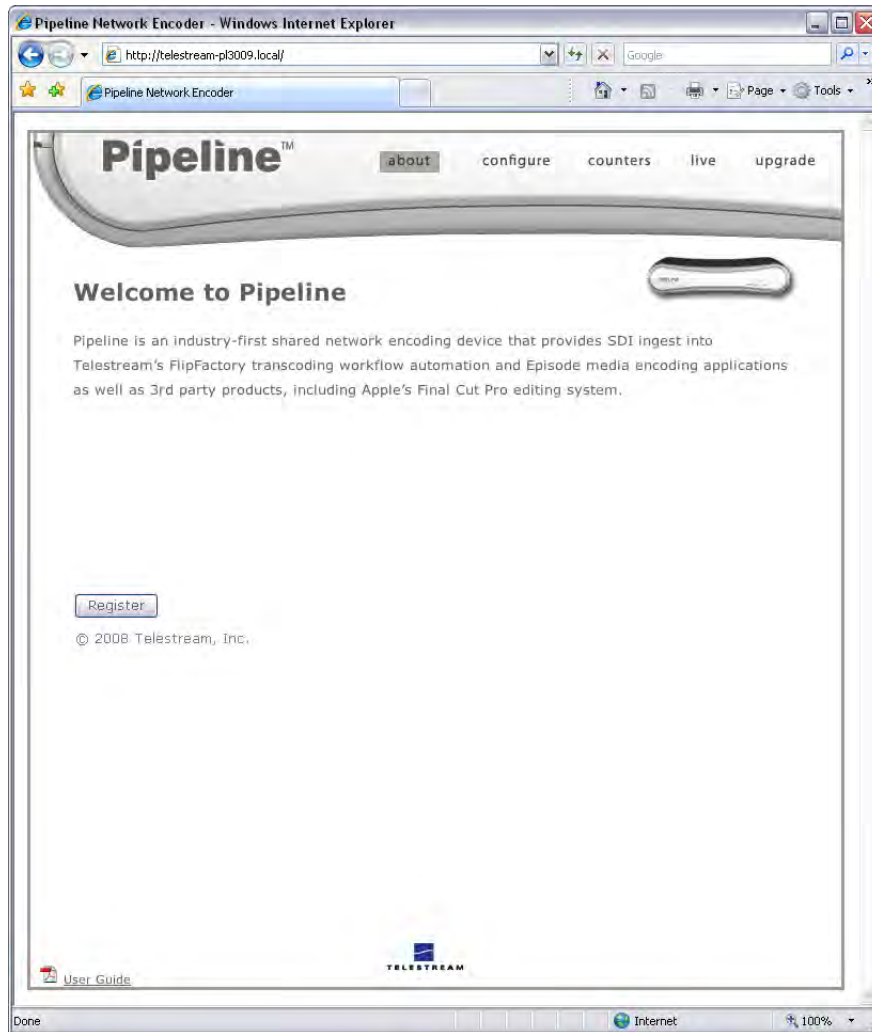 Pipeline Network Encoder - Windows Internet Explorer
http://telestream-pl3009.local/
Google
Pipeline Network Encoder
Page
Tools
»
Pipeline™
about configure counters live upgrade
Welcome to Pipeline
Pipeline is an industry-first shared network encoding device that provides SDI ingest into
Telestream's FlipFactory transcoding workflow automation and Episode media encoding applications
as well as 3rd party products, including Apple's Final Cut Pro editing system.
Register
© 2008 Telestream, Inc.
TELESTREAM
User Guide
Done
Internet
100%